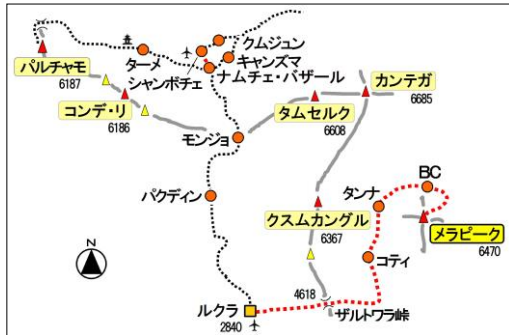 クムジュン
キャンズマ
ターメ
パルチャモ
6187
シャンボチェ
ナムチェ・バザール
カンテガ
6685
コンデ・リ
6186
タムセルク
6608
モンジョ
BC
パクディン
タンナ
クスムカングル
6367
メラピーク
6470
N
コティ
4618
ルクラ
2840
ザルトワラ峠